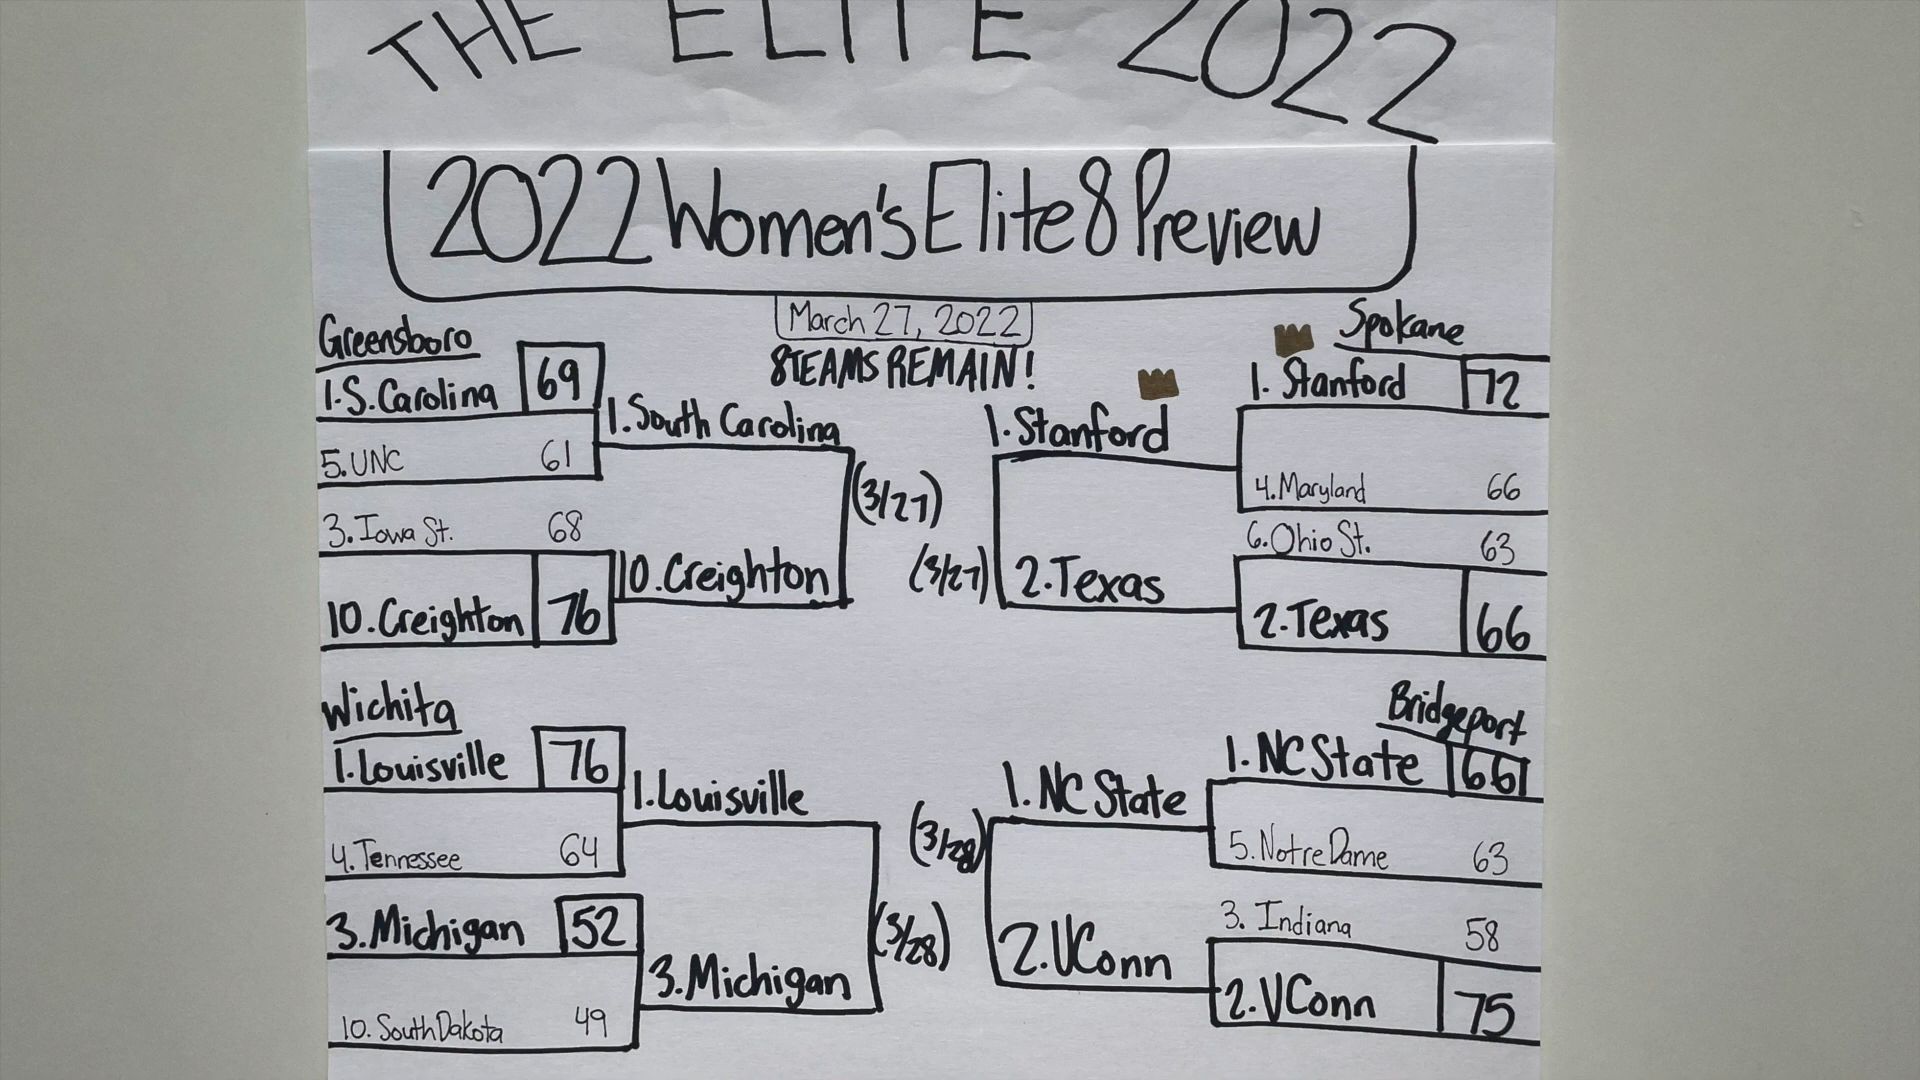 THE ELITE 2022
2022 Women's Elite 8 Preview
March 27, 2022
8 TEAMS REMAIN!
Greensboro
1. S. Carolina 69
5. UNC 61
3. Iowa St. 68
10. Creighton 76
1. South Carolina
(3/27)
10. Creighton
Wichita
1. Louisville 76
4. Tennessee 64
3. Michigan 52
10. South Dakota 49
1. Louisville
(3/28)
3. Michigan
Spokane
1. Stanford 72
4. Maryland 66
6. Ohio St. 63
2. Texas 66
1. Stanford
(3/27)
2. Texas
Bridgeport
1. NC State 66
5. Notre Dame 63
3. Indiana 58
2. UConn 75
1. NC State
(3/28)
2. UConn